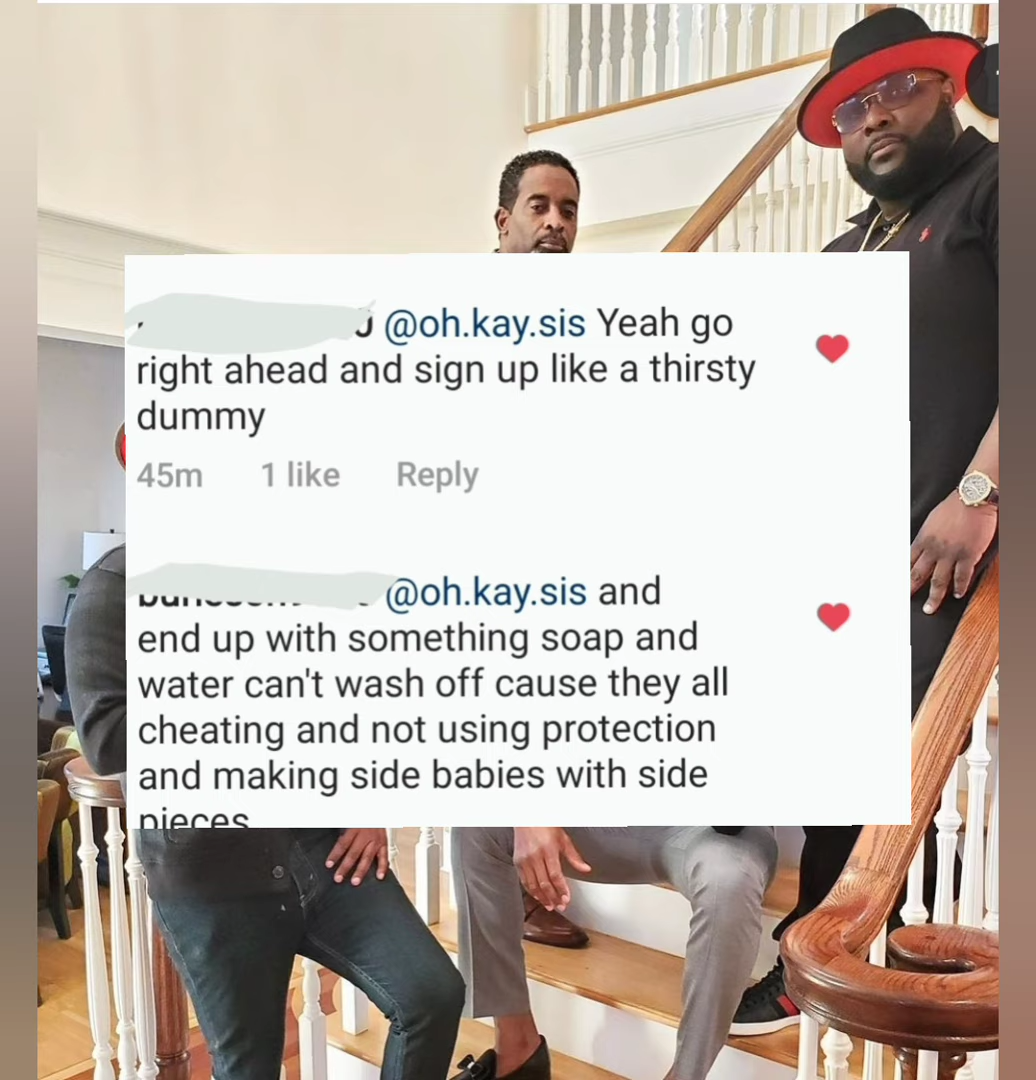 @oh.kay.sis Yeah go
right ahead and sign up like a thirsty
dummy
45m 1 like Reply
@oh.kay.sis and
end up with something soap and
water can't wash off cause they all
cheating and not using protection
and making side babies with side
pieces